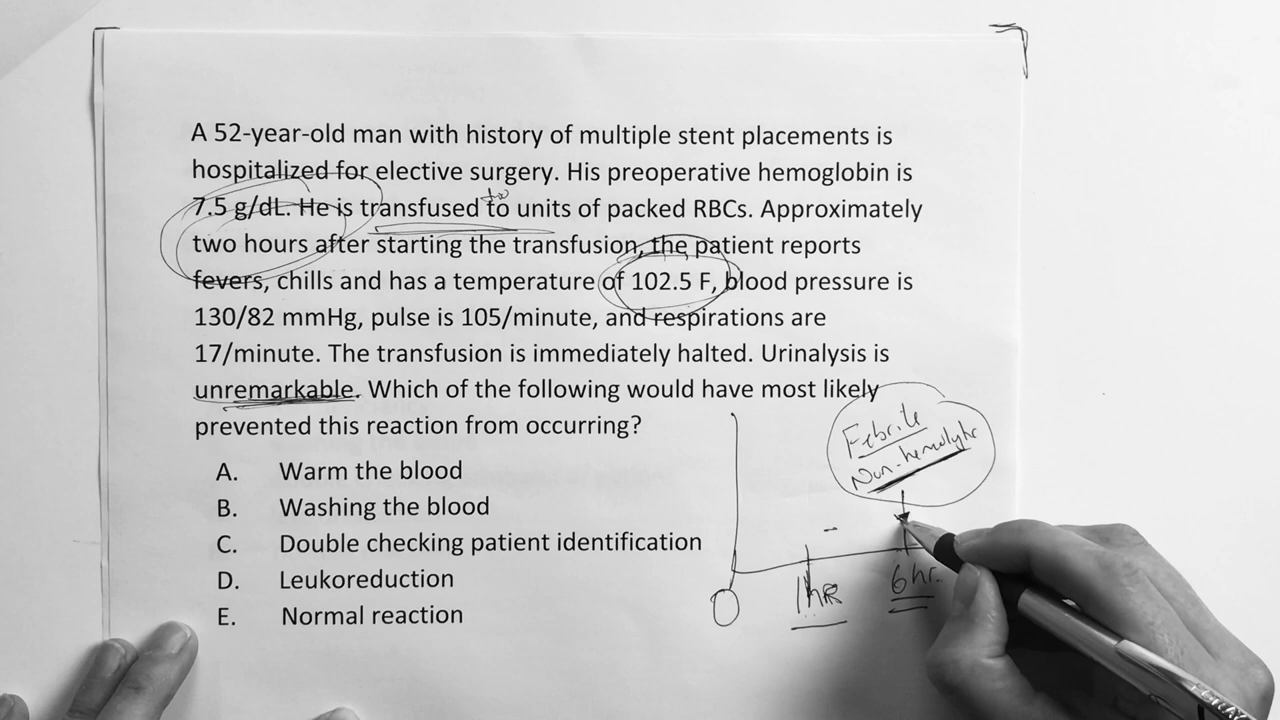 A 52-year-old man with history of multiple stent placements is
hospitalized for elective surgery. His preoperative hemoglobin is
two
7.5 g/dL. He is transfused to units of packed RBCs. Approximately
two hours after starting the transfusion, the patient reports
fevers, chills and has a temperature of 102.5 F, blood pressure is
130/82 mmHg, pulse is 105/minute, and respirations are
17/minute. The transfusion is immediately halted. Urinalysis is
unremarkable. Which of the following would have most likely
prevented this reaction from occurring?
A. Warm the blood
B. Washing the blood
C. Double checking patient identification
D. Leukoreduction
E. Normal reaction
Febrile
Non-hemolytic
0
1hR
6hr.